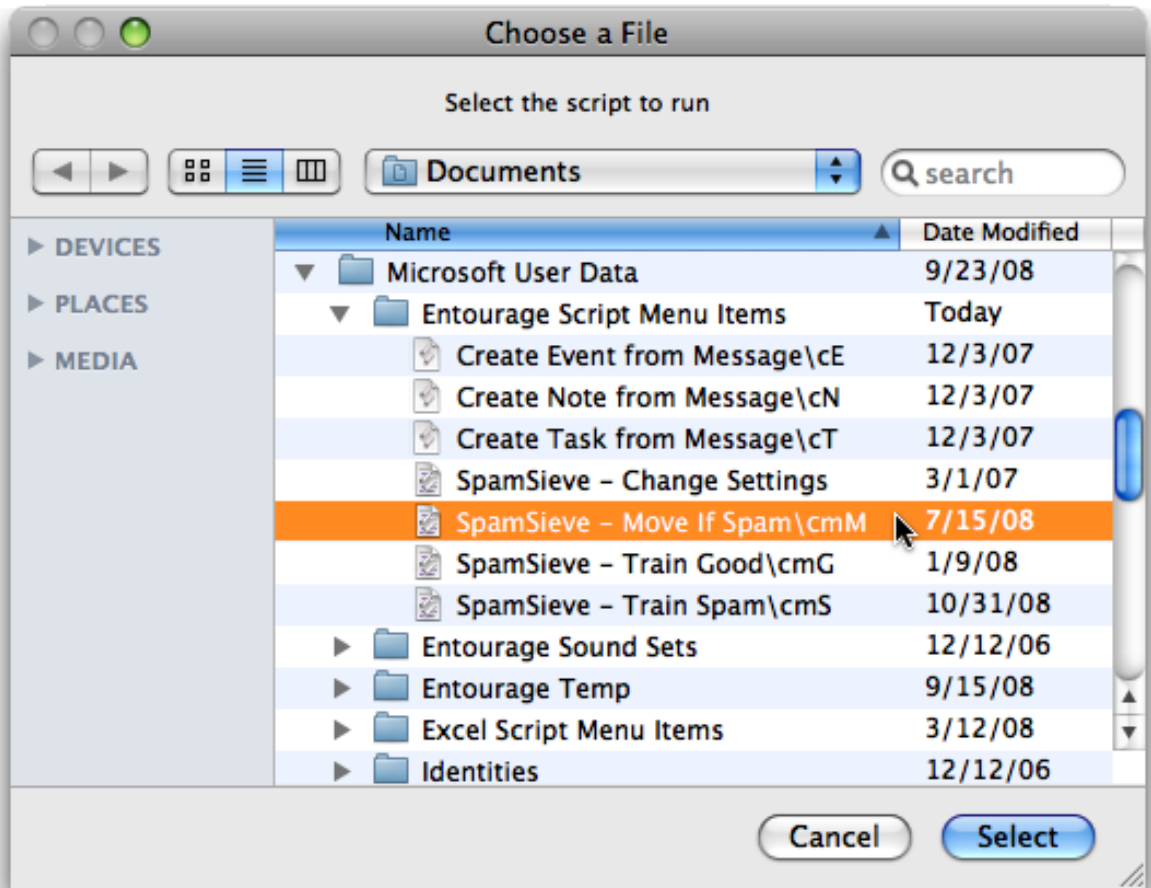 Choose a File
Select the script to run
Documents
search
DEVICES
PLACES
MEDIA
Name Date Modified
Microsoft User Data 9/23/08
Entourage Script Menu Items Today
Create Event from Message\cE 12/3/07
Create Note from Message\cN 12/3/07
Create Task from Message\cT 12/3/07
SpamSieve – Change Settings 3/1/07
SpamSieve – Move If Spam\cmM 7/15/08
SpamSieve – Train Good\cmG 1/9/08
SpamSieve – Train Spam\cmS 10/31/08
Entourage Sound Sets 12/12/06
Entourage Temp 9/15/08
Excel Script Menu Items 3/12/08
Identities 12/12/06
Cancel Select